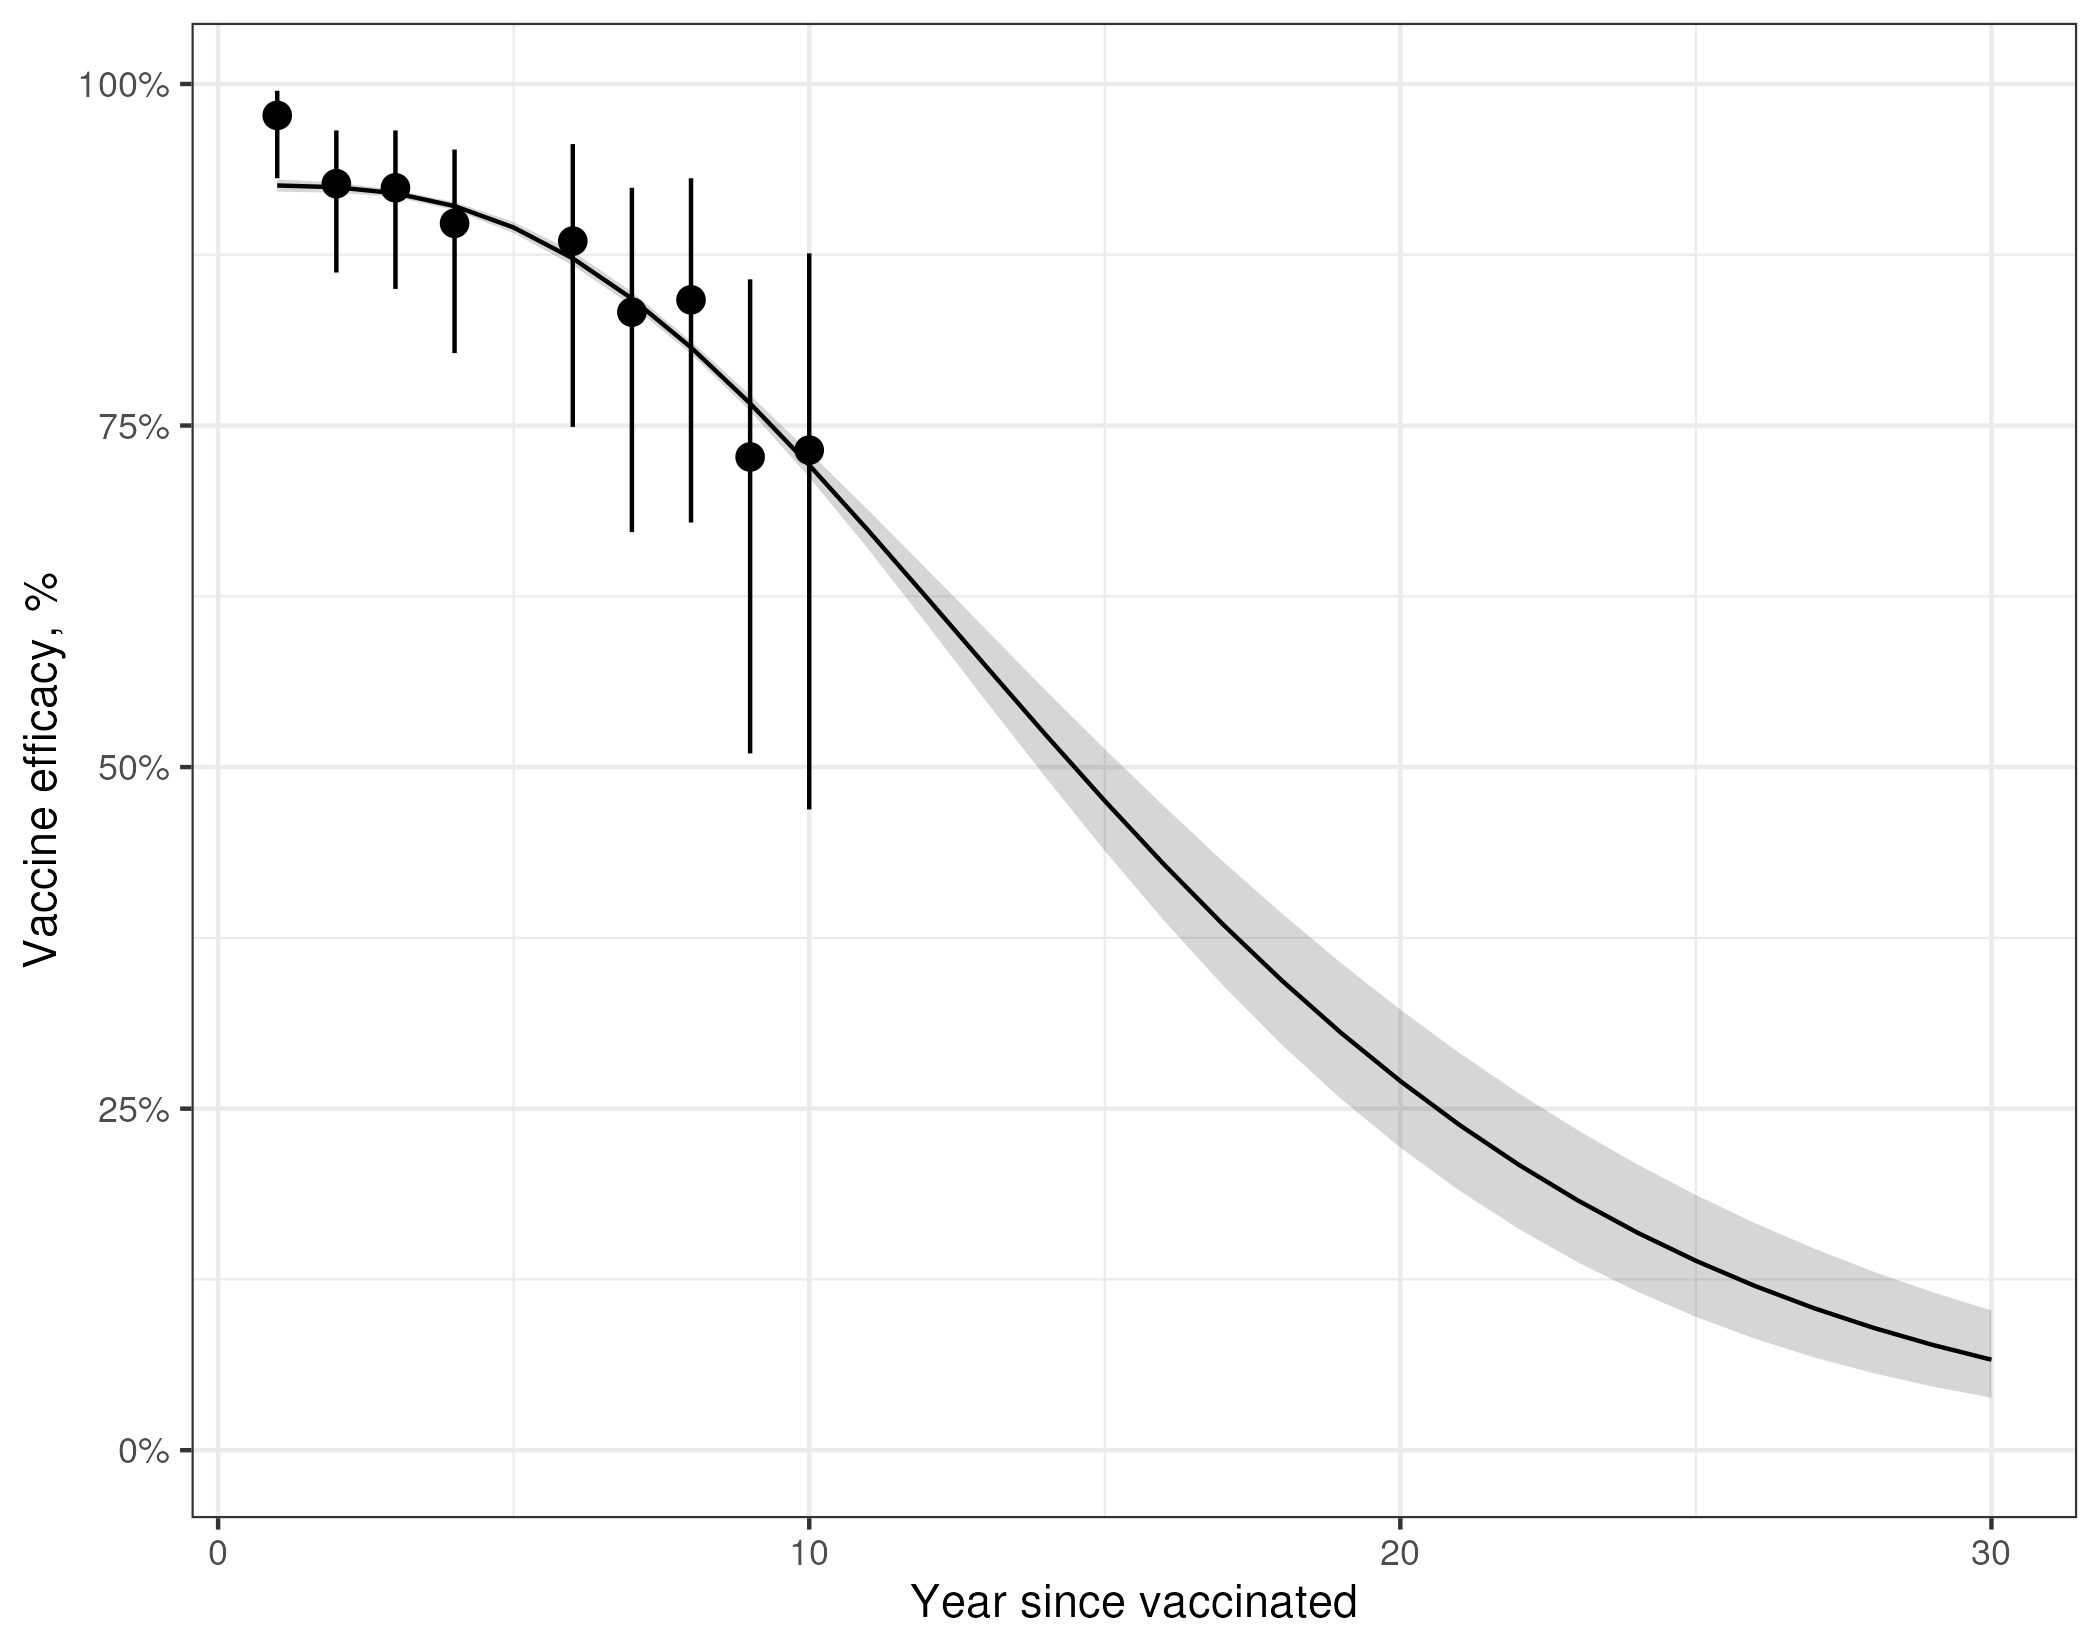 Vaccine efficacy, %
100%
75%
50%
25%
0%
0 10 20 30
Year since vaccinated